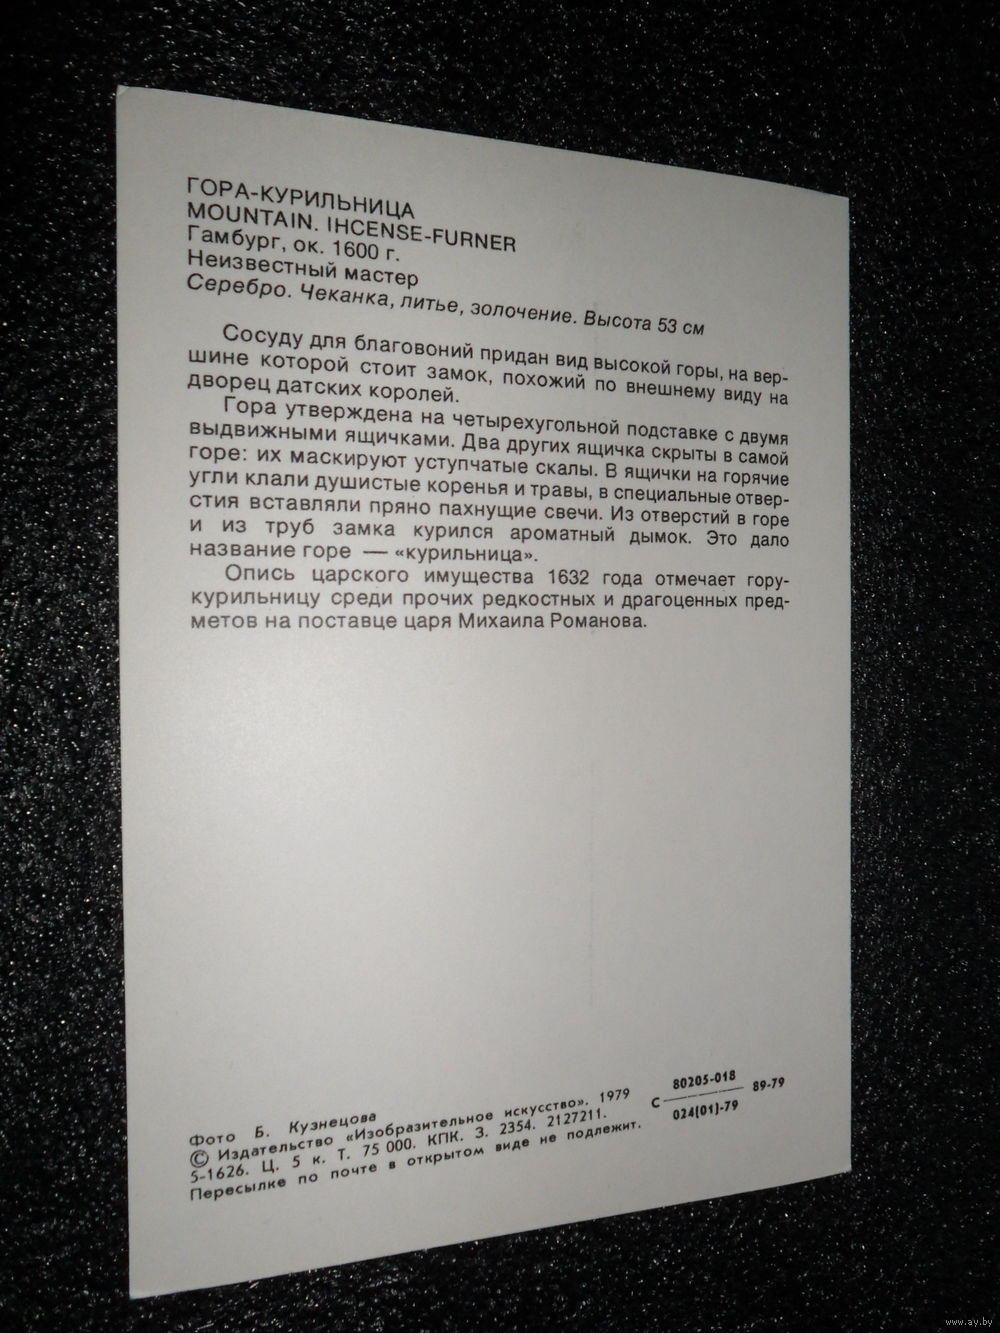 ГОРА-КУРИЛЬНИЦА
MOUNTAIN. IHCENSE-FURNER
Гамбург, ок. 1600 г.
Неизвестный мастер
Серебро. Чеканка, литье, золочение. Высота 53 см
Сосуду для благовоний придан вид высокой горы, на вер-
шине которой стоит замок, похожий по внешнему виду на
дворец датских королей.
Гора утверждена на четырехугольной подставке с двумя
выдвижными ящичками. Два других ящичка скрыты в самой
горе: их маскируют уступчатые скалы. В ящички на горячие
угли клали душистые коренья и травы, в специальные отвер-
стия вставляли пряно пахнущие свечи. Из отверстий в горе
и из труб замка курился ароматный дымок. Это дало
название горе — «курильница».
Опись царского имущества 1632 года отмечает гору-
курильницу среди прочих редкостных и драгоценных пред-
метов на поставце царя Михаила Романова.
Фото Б. Кузнецова
© Издательство «Изобразительное искусство». 1979
5-1626. Ц. 5 к. Т. 75 000. КПК. З. 2354. 2127211.
Пересылке по почте в открытом виде не подлежит.
80205-018
С 89-79
024(01)-79
www.ay.by